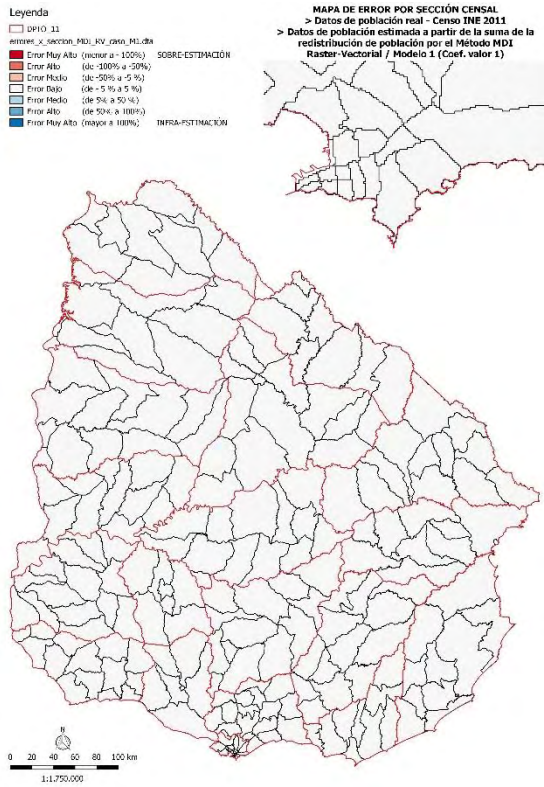 Leyenda
DPTO_11
errores_x_seccion_MDI_RV_caso_M1.dta
Error Muy Alto (menor a - 100%) SOBRE-ESTIMACIÓN
Error Alto (de -100% a -50%)
Error Medio (de -50% a -5 %)
Error Bajo (de - 5 % a 5 %)
Error Medio (de 5% a 50 %)
Error Alto (de 50% a 100%)
Error Muy Alto (mayor a 100%) INFRA-ESTIMACIÓN
MAPA DE ERROR POR SECCIÓN CENSAL
> Datos de población real - Censo INE 2011
> Datos de población estimada a partir de la suma de la
redistribución de población por el Método MDI
Raster-Vectorial / Modelo 1 (Coef. valor 1)
N
0 20 40 60 80 100 km
1:1.750.000